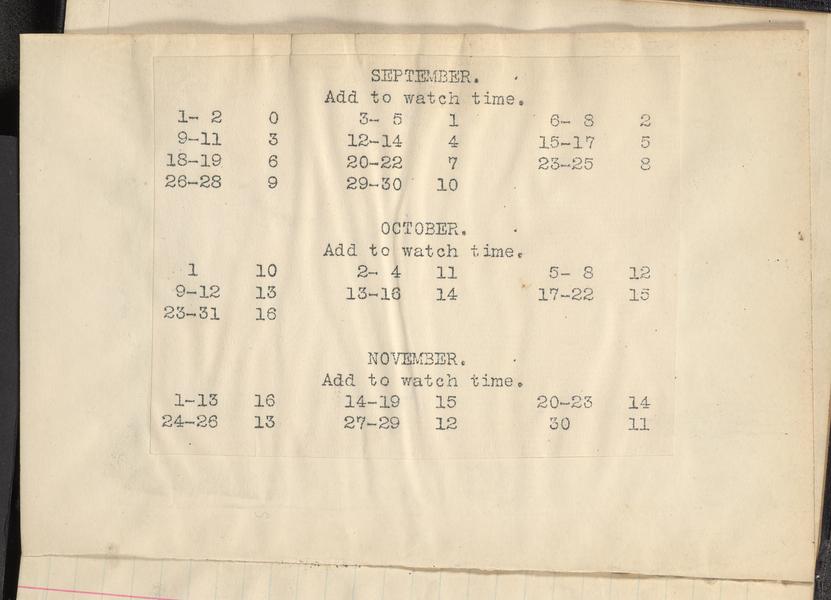 SEPTEMBER.
Add to watch time.
1- 2 0 3- 5 1 6- 8 2
9-11 3 12-14 4 15-17 5
18-19 6 20-22 7 23-25 8
26-28 9 29-30 10
OCTOBER.
Add to watch time.
1 10 2- 4 11 5- 8 12
9-12 13 13-16 14 17-22 15
23-31 16
NOVEMBER.
Add to watch time.
1-13 16 14-19 15 20-23 14
24-26 13 27-29 12 30 11